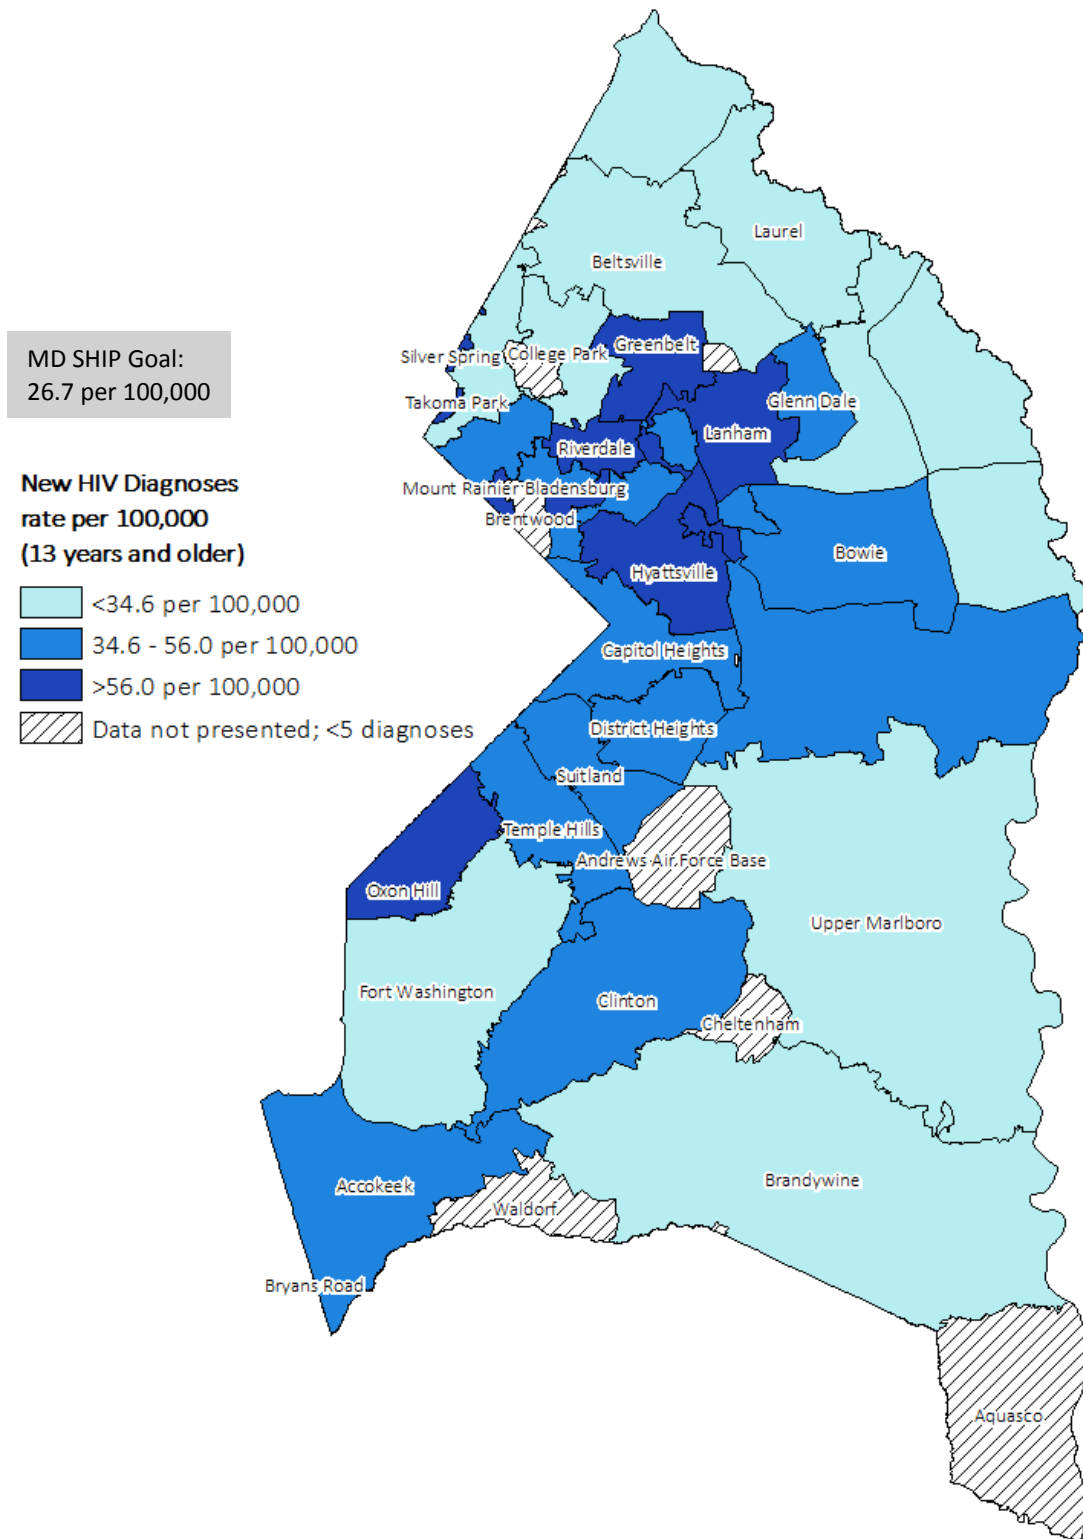 Laurel
Beltsville
MD SHIP Goal:
26.7 per 100,000
Greenbelt
Silver Spring
College Park
Takoma Park
Glenn Dale
Lanham
Riverdale
New HIV Diagnoses
rate per 100,000
(13 years and older)
<34.6 per 100,000
34.6 - 56.0 per 100,000
>56.0 per 100,000
Data not presented; <5 diagnoses
Mount Rainier
Bladensburg
Brentwood
Bowie
Hyattsville
Capitol Heights
District Heights
Suitland
Temple Hills
Andrews Air Force Base
Oxon Hill
Upper Marlboro
Fort Washington
Clinton
Cheltenham
Brandywine
Accokeek
Waldorf
Bryans Road
Aquasco